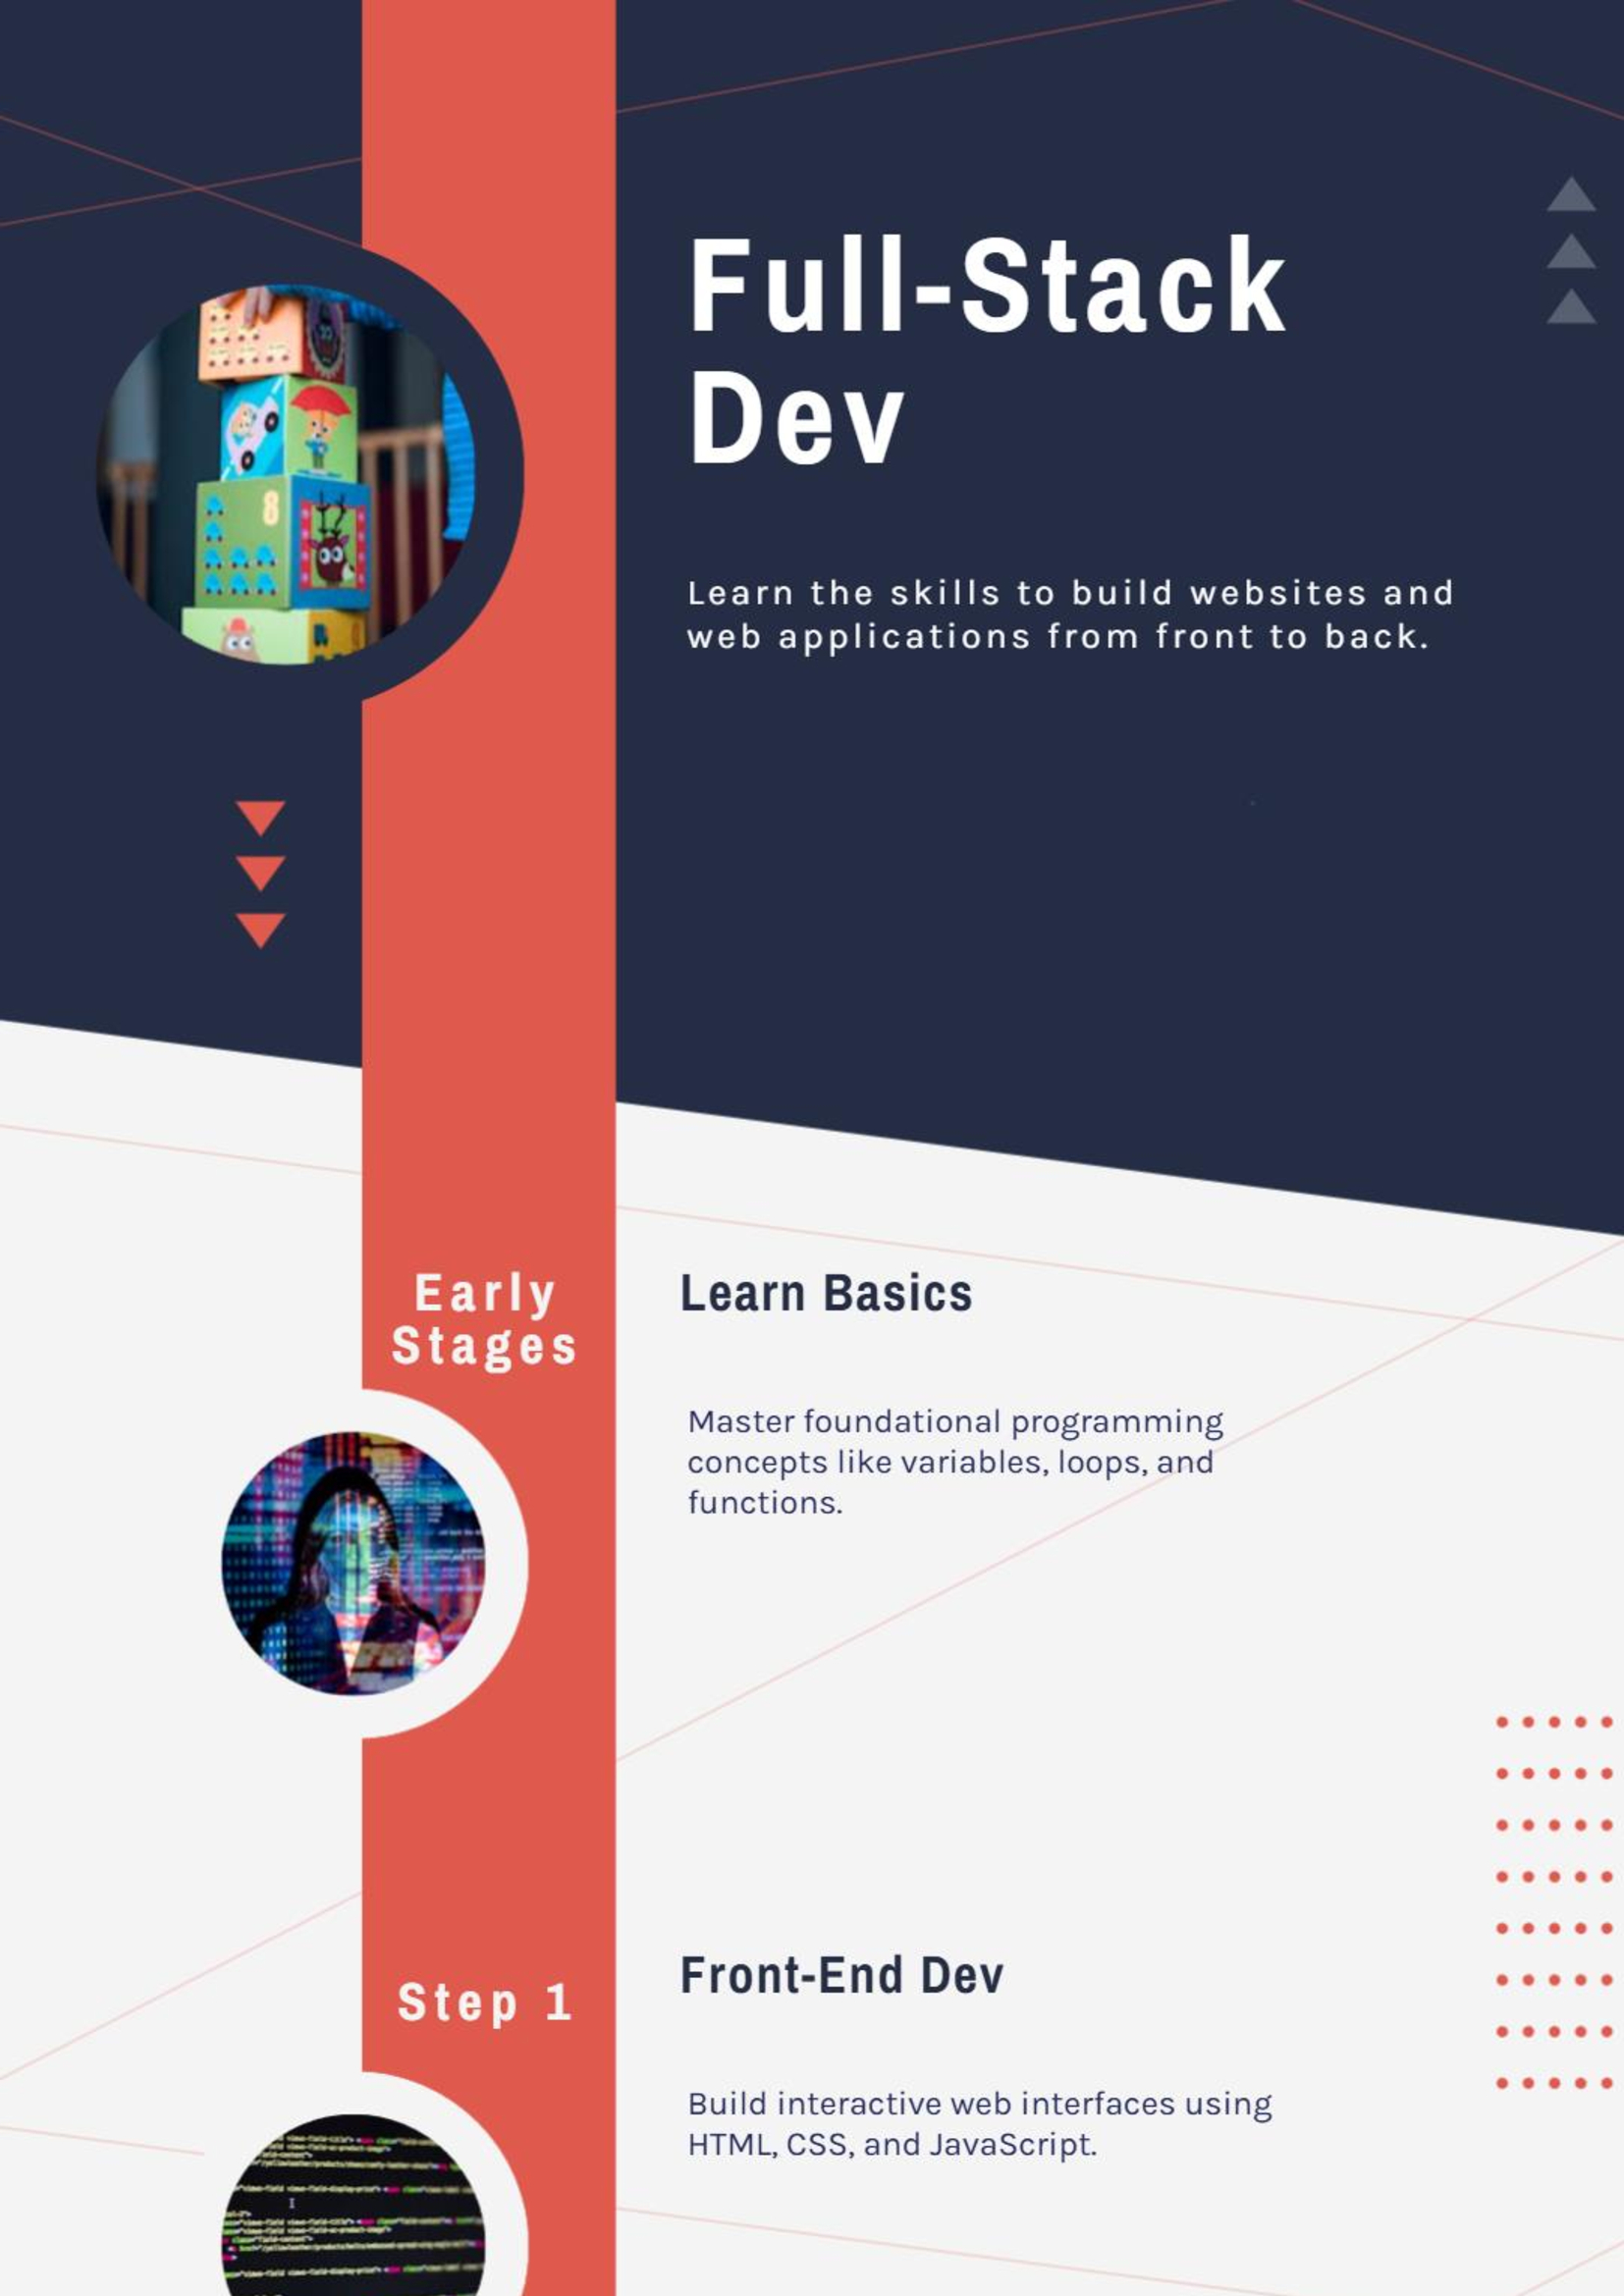 Full-Stack
Dev
Learn the skills to build websites and
web applications from front to back.
Early
Stages
Learn Basics
Master foundational programming
concepts like variables, loops, and
functions.
Step 1
Front-End Dev
Build interactive web interfaces using
HTML, CSS, and JavaScript.
8